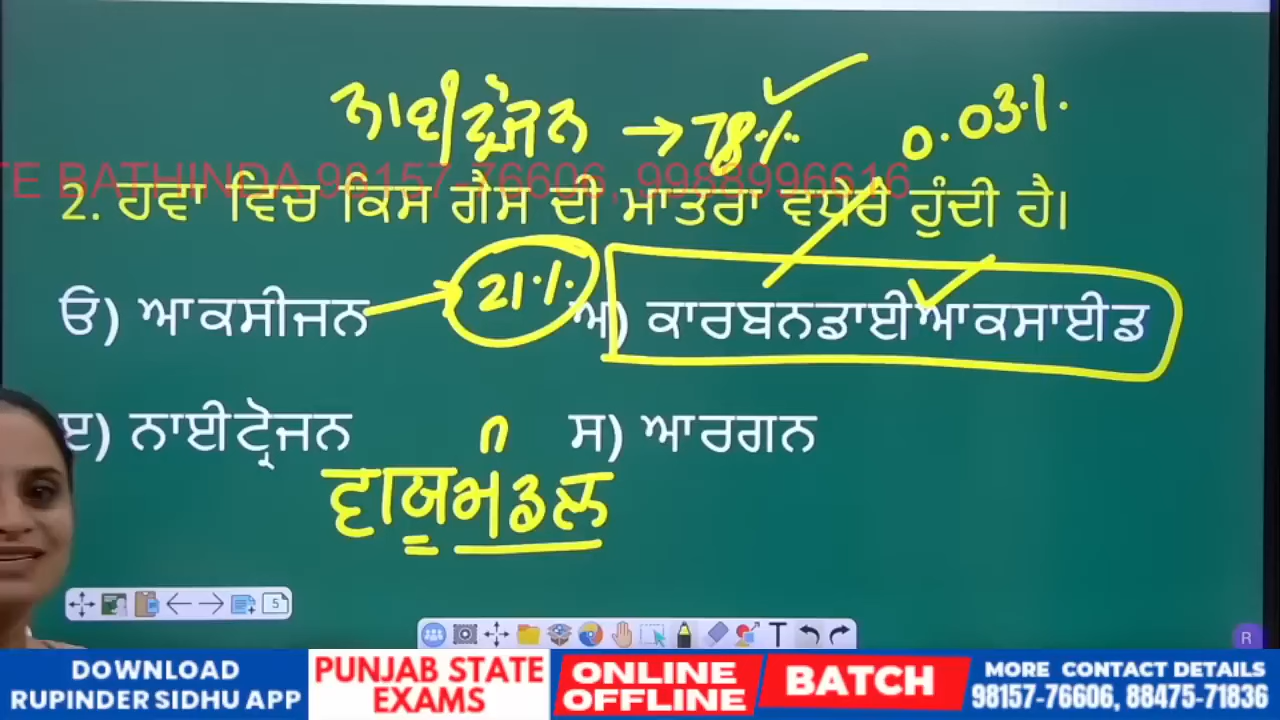 ਨਾਈਟ੍ਰੋਜਨ → 78% 0.03%
TE BATHINDA 98157-76606, 9988996616
2. ਹਵਾ ਵਿਚ ਕਿਸ ਗੈਸ ਦੀ ਮਾਤਰਾ ਵਧੇਰੇ ਹੁੰਦੀ ਹੈ।
ੳ) ਆਕਸੀਜਨ 21% ਅ) ਕਾਰਬਨਡਾਈਆਕਸਾਈਡ
ੲ) ਨਾਈਟ੍ਰੋਜਨ ਸ) ਆਰਗਨ
ਵਾਯੂਮੰਡਲ
5
T
R
DOWNLOAD
RUPINDER SIDHU APP
PUNJAB STATE
EXAMS
ONLINE
OFFLINE
BATCH
MORE CONTACT DETAILS
98157-76606, 88475-71836